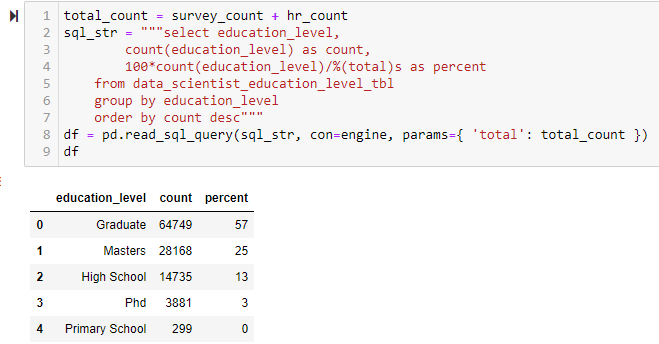 1 total_count = survey_count + hr_count
2 sql_str = """select education_level,
3 count(education_level) as count,
4 100*count(education_level)/%(total)s as percent
5 from data_scientist_education_level_tbl
6 group by education_level
7 order by count desc"""
8 df = pd.read_sql_query(sql_str, con=engine, params={ 'total': total_count })
9 df
education_level count percent
0 Graduate 64749 57
1 Masters 28168 25
2 High School 14735 13
3 Phd 3881 3
4 Primary School 299 0